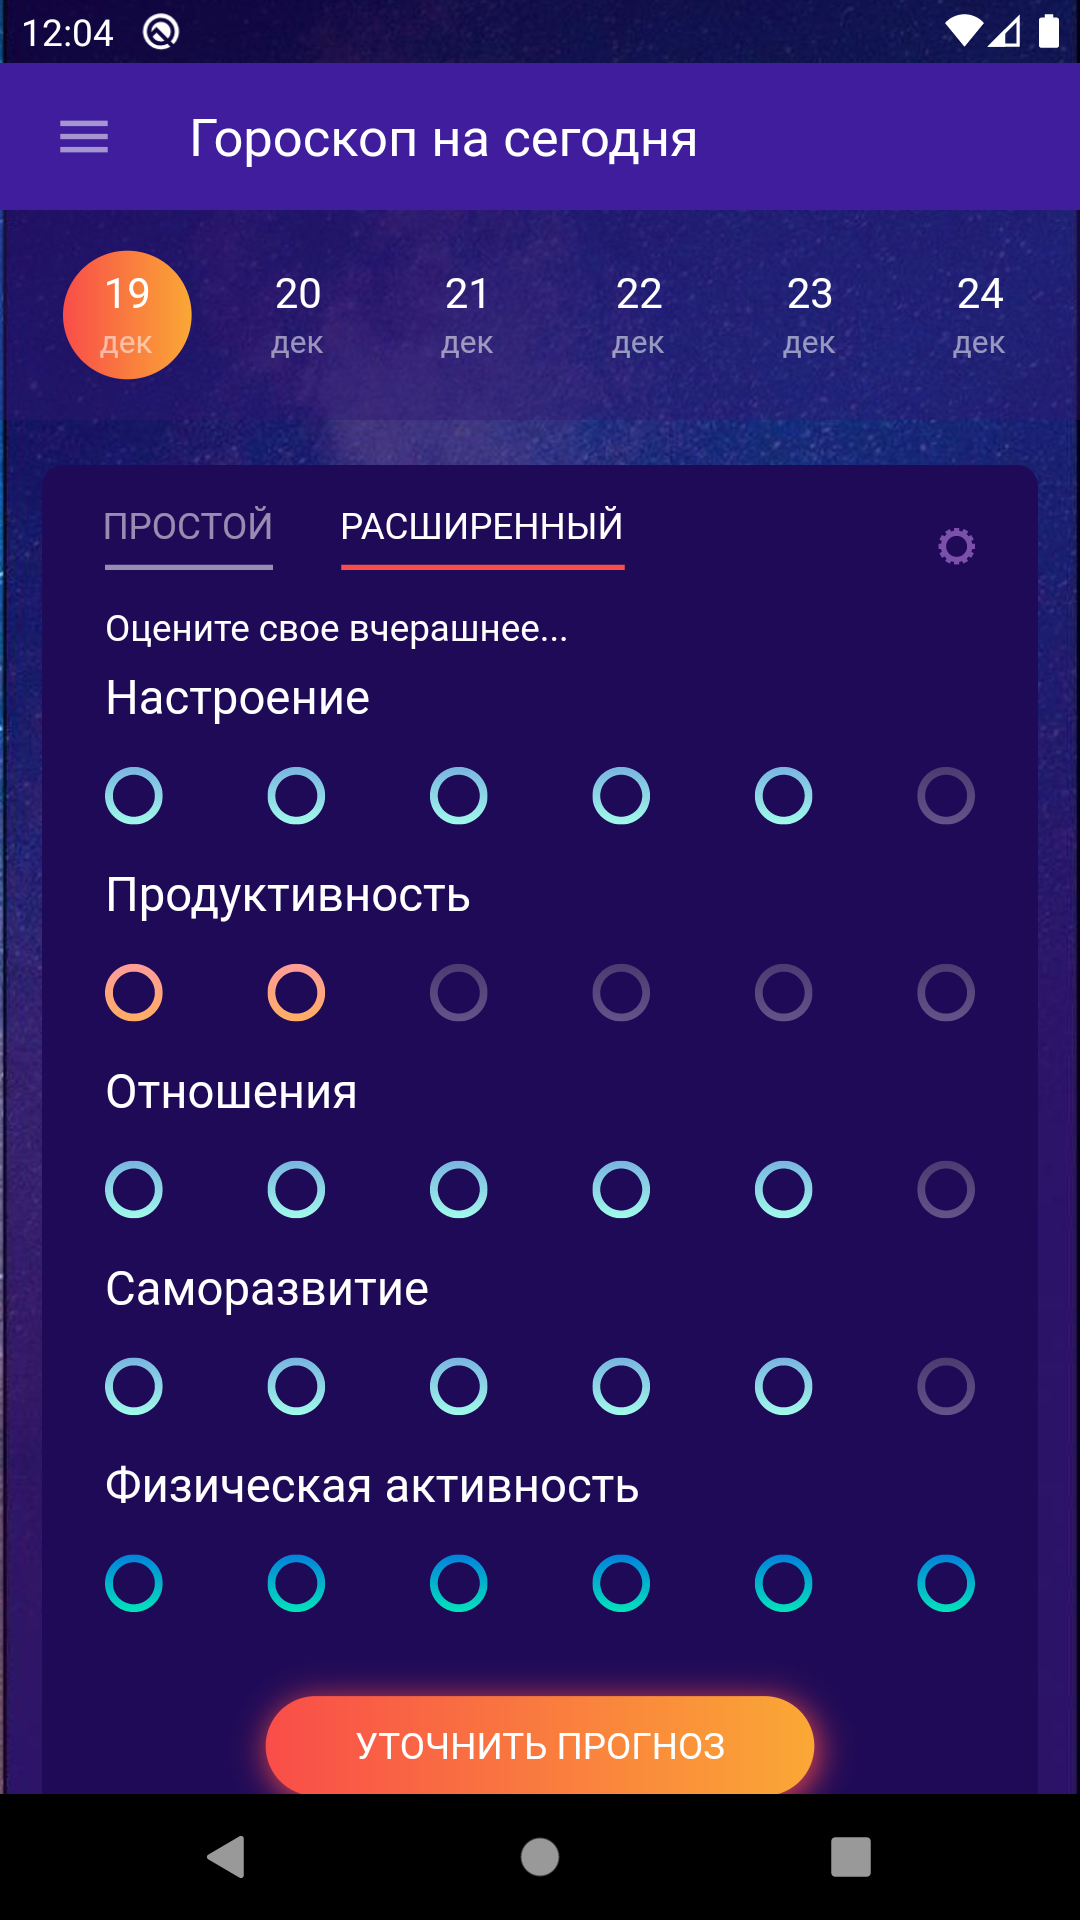 12:04
Гороскоп на сегодня
19 20 21 22 23 24
дек дек дек дек дек дек
ПРОСТОЙ РАСШИРЕННЫЙ
Оцените свое вчерашнее...
Настроение
Продуктивность
Отношения
Саморазвитие
Физическая активность
УТОЧНИТЬ ПРОГНОЗ